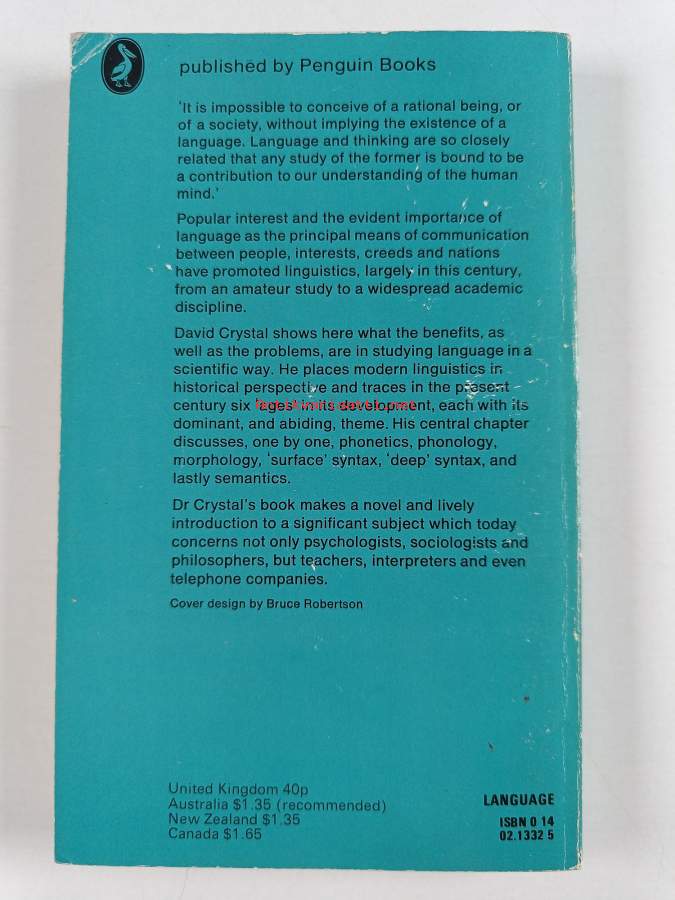 published by Penguin Books
'It is impossible to conceive of a rational being, or
of a society, without implying the existence of a
language. Language and thinking are so closely
related that any study of the former is bound to be
a contribution to our understanding of the human
mind.'
Popular interest and the evident importance of
language as the principal means of communication
between people, interests, creeds and nations
have promoted linguistics, largely in this century,
from an amateur study to a widespread academic
discipline.
David Crystal shows here what the benefits, as
well as the problems, are in studying language in a
scientific way. He places modern linguistics in
historical perspective and traces in the present
century six 'ages' in its development, each with its
dominant, and abiding, theme. His central chapter
discusses, one by one, phonetics, phonology,
morphology, 'surface' syntax, 'deep' syntax, and
lastly semantics.
Dr Crystal's book makes a novel and lively
introduction to a significant subject which today
concerns not only psychologists, sociologists and
philosophers, but teachers, interpreters and even
telephone companies.
Cover design by Bruce Robertson
United Kingdom 40p
Australia $1.35 (recommended)
New Zealand $1.35
Canada $1.65
LANGUAGE
ISBN 0 14
02.1332 5